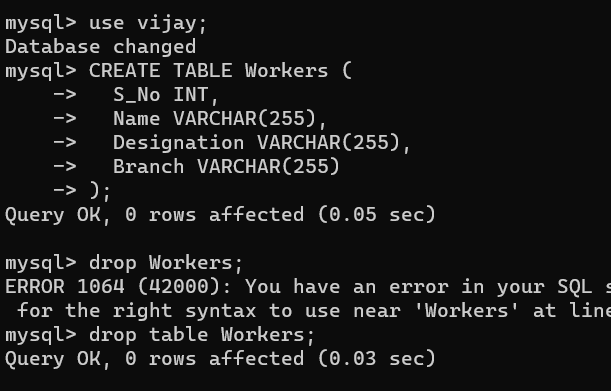 mysql> use vijay;
Database changed
mysql> CREATE TABLE Workers (
    ->   S_No INT,
    ->   Name VARCHAR(255),
    ->   Designation VARCHAR(255),
    ->   Branch VARCHAR(255)
    -> );
Query OK, 0 rows affected (0.05 sec)

mysql> drop Workers;
ERROR 1064 (42000): You have an error in your SQL s
 for the right syntax to use near 'Workers' at line
mysql> drop table Workers;
Query OK, 0 rows affected (0.03 sec)